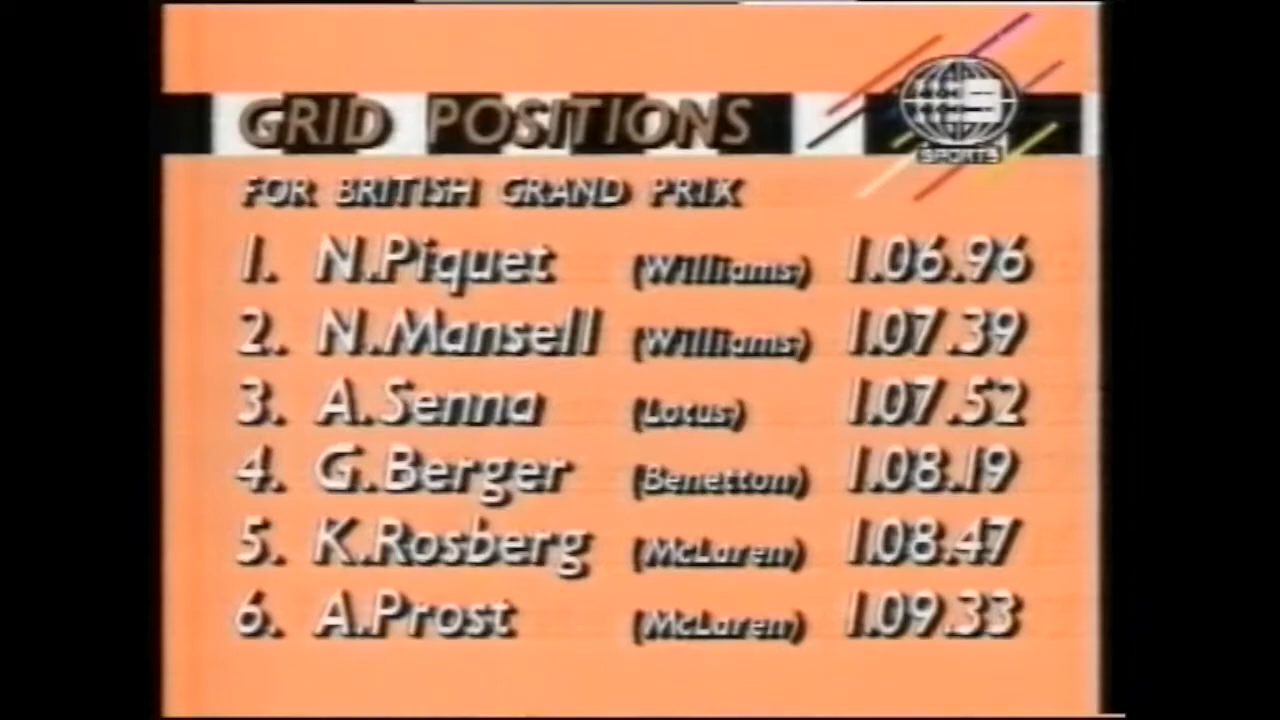 GRID POSITIONS
9
SPORTS
FOR BRITISH GRAND PRIX
1. N.Piquet (Williams) 1.06.96
2. N.Mansell (Williams) 1.07.39
3. A.Senna (Lotus) 1.07.52
4. G.Berger (Benetton) 1.08.19
5. K.Rosberg (McLaren) 1.08.47
6. A.Prost (McLaren) 1.09.33